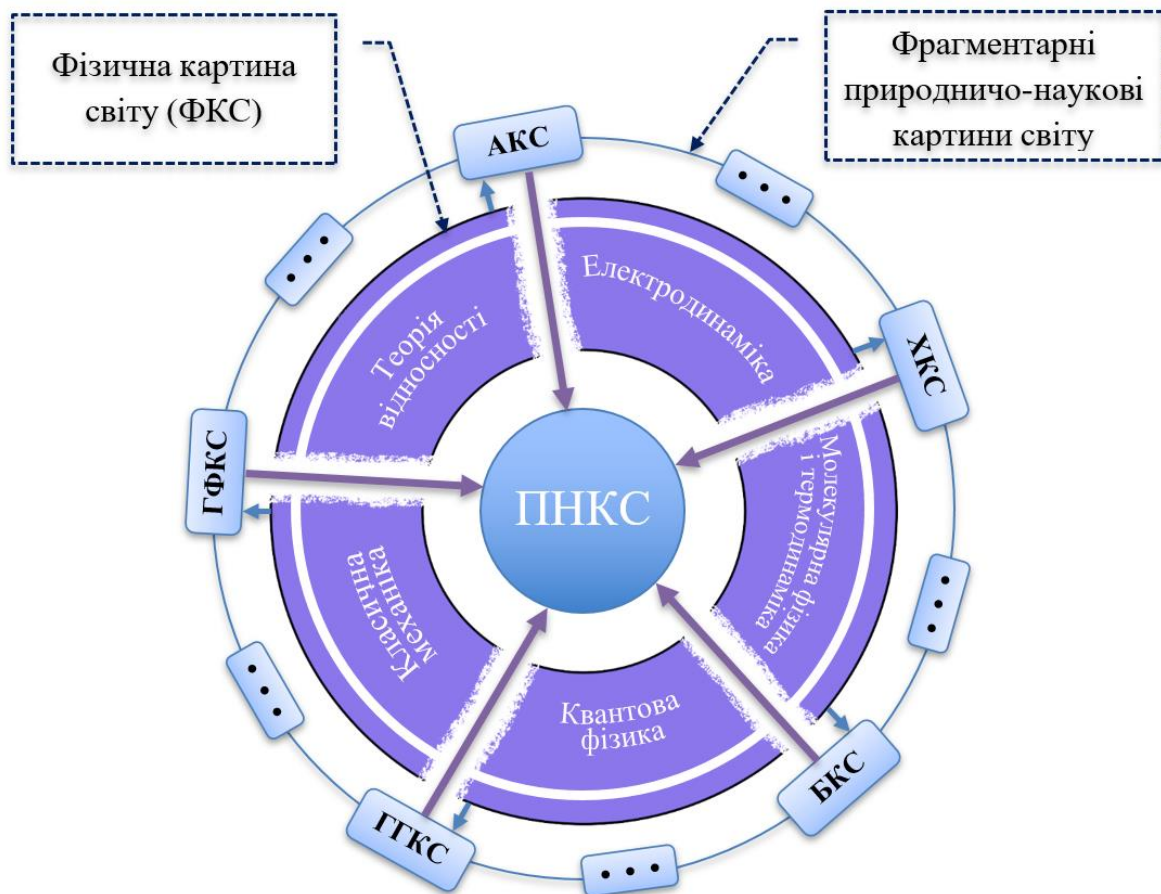 Фізична картина
світу (ФКС)
Фрагментарні
природничо-наукові
картини світу
АКС
• • •
• • •
Електродинаміка
Теорія
відносності
ХКС
ГФКС
ПНКС
Молекулярна фізика
і термодинаміка
Класична
механіка
• • •
• • •
Квантова
фізика
БКС
ГГКС
• • •